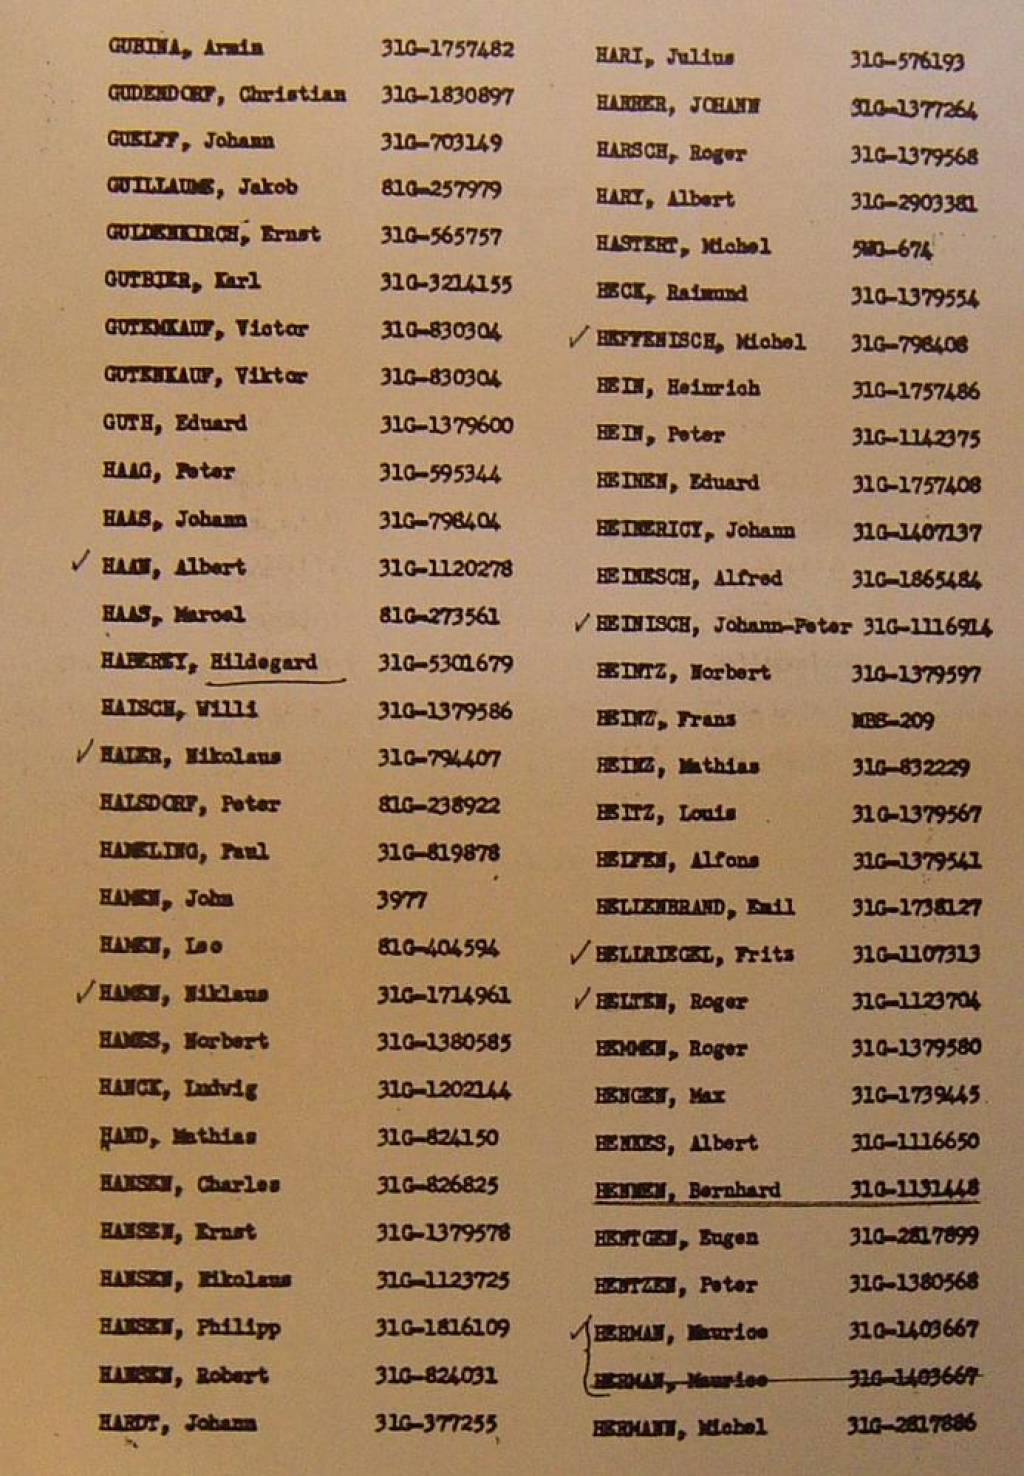 GUBINA, Armin 31G-1757482
GUDENDORF, Christian 31G-1830897
GUELFF, Johann 31G-703149
GUILLAUME, Jakob 81G-257979
GULDENKIRCH, Ernst 31G-565757
GUTBIER, Karl 31G-3214155
GUTEMKAUF, Victor 31G-830304
GUTENKAUF, Viktor 31G-830304
GUTH, Eduard 31G-1379600
HAAG, Peter 31G-595344
HAAS, Johann 31G-798404
✓ HAAN, Albert 31G-1120278
HAAS, Marcel 81G-273561
HABEREY, Hildegard 31G-5301679
HAISCH, Willi 31G-1379586
✓ HALER, Nikolaus 31G-794407
HALSDORF, Peter 81G-238922
HAMELING, Paul 31G-819878
HAMEN, John 3977
HAMEN, Leo 81G-404594
✓ HAMEN, Niklaus 31G-1714961
HAMES, Norbert 31G-1380585
HANCK, Ludwig 31G-1202144
HAND, Mathias 31G-824150
HANSEN, Charles 31G-826825
HANSEN, Ernst 31G-1379578
HANSEN, Nikolaus 31G-1123725
HANSEN, Philipp 31G-1816109
HANSEN, Robert 31G-824031
HARDT, Johann 31G-377255
HARI, Julius 31G-576193
HARRER, JOHANN 31G-1377264
HARSCH, Roger 31G-1379568
HARY, Albert 31G-2903381
HASTERT, Michel
HECK, Raimund 31G-1379554
✓ HEFFENISCH, Michel 31G-798408
HEIN, Heinrich 31G-1757486
HEIN, Peter 31G-1142375
HEINEN, Eduard 31G-1757408
HEINERICY, Johann 31G-1407137
HEINESCH, Alfred 31G-1865484
✓ HEINISCH, Johann-Peter 31G-1116914
HEINTZ, Norbert 31G-1379597
HEINZ, Frans MBS-209
HEINZ, Mathias 31G-832229
HEITZ, Louis 31G-1379567
HELFEN, Alfons 31G-1379541
HELLENBRAND, Emil 31G-1738127
✓ HELLRIEGEL, Fritz 31G-1107313
✓ HELTEN, Roger 31G-1123704
HEMMEN, Roger 31G-1379580
HENGEN, Max 31G-1739445
HENKES, Albert 31G-1116650
HENNEN, Bernhard 31G-1131448
HENTGEN, Eugen 31G-2817899
HENTZEN, Peter 31G-1380568
✓ HERMAN, Maurice 31G-1403667
HERMAN, Maurice 31G-1403667
HERMANN, Michel 31G-2817886